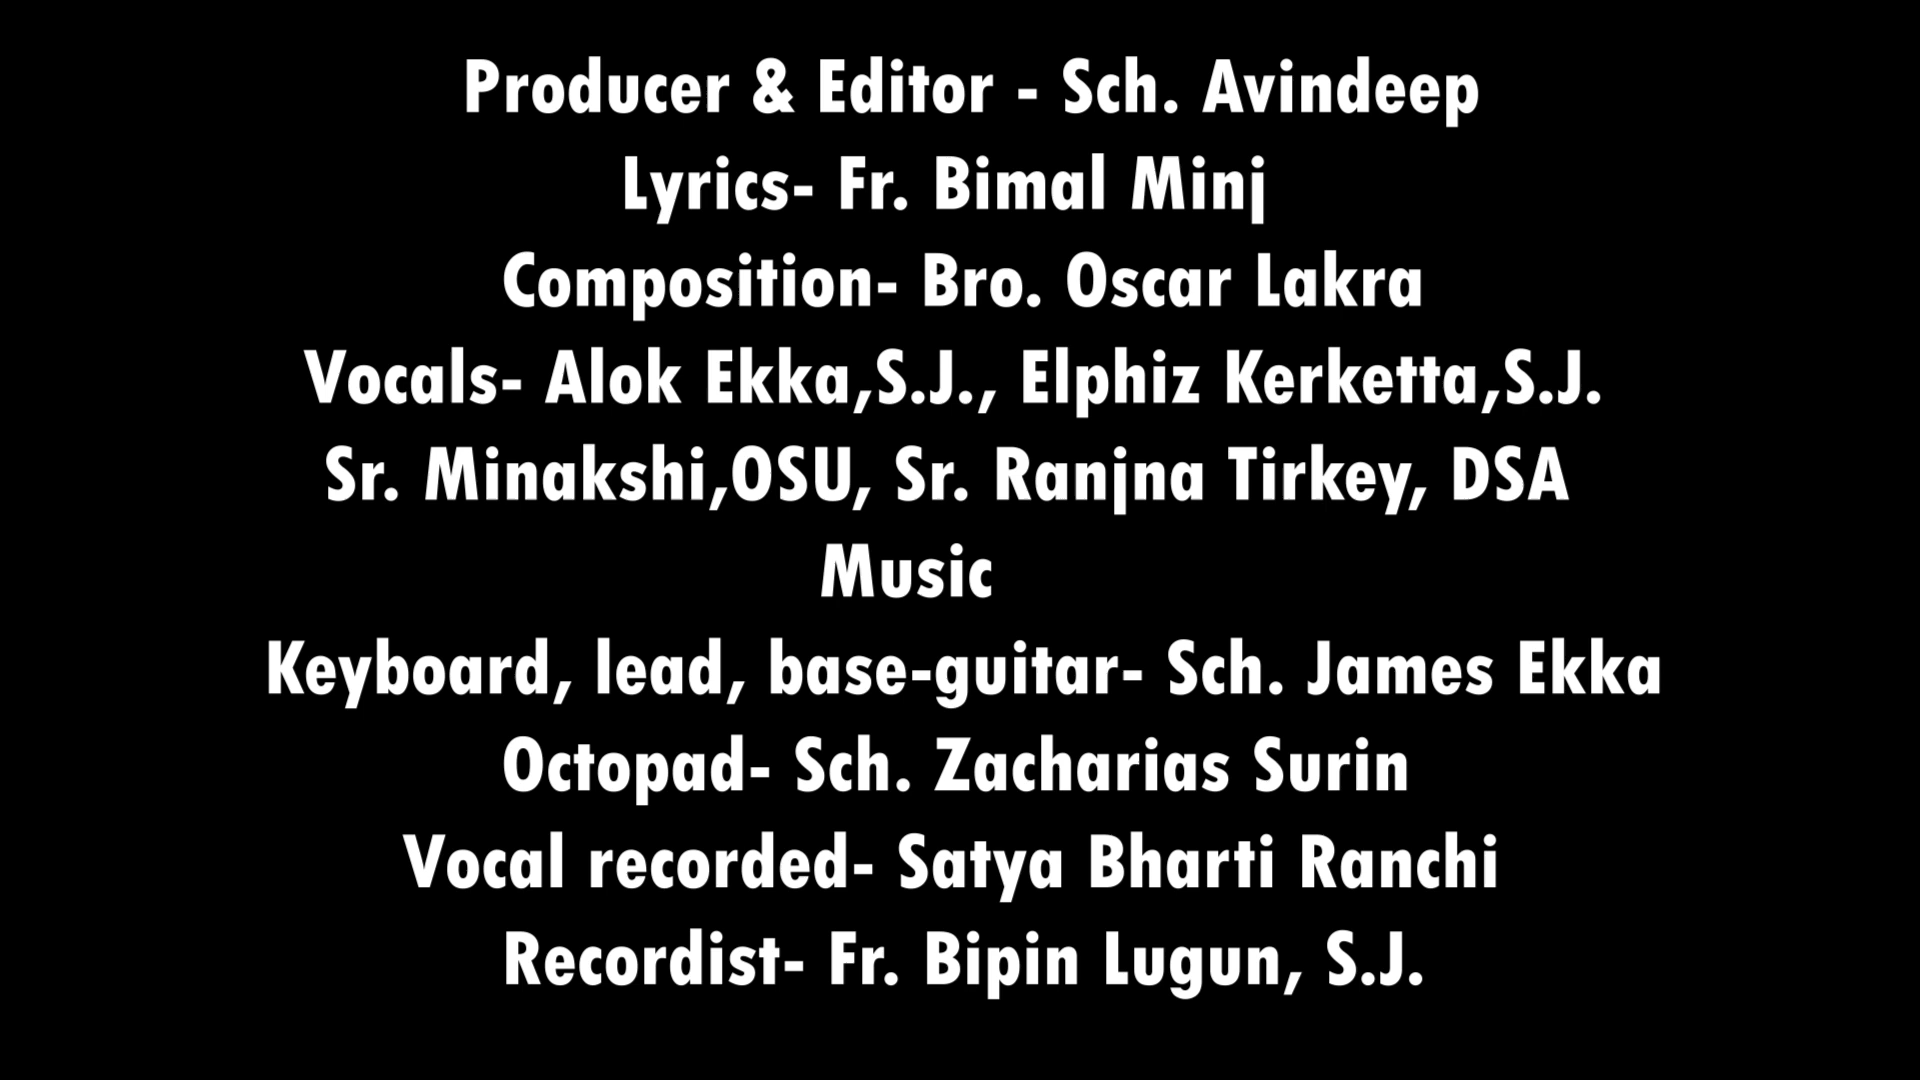 Producer & Editor - Sch. Avindeep
Lyrics- Fr. Bimal Minj
Composition- Bro. Oscar Lakra
Vocals- Alok Ekka,S.J., Elphiz Kerketta,S.J.
Sr. Minakshi,OSU, Sr. Ranjna Tirkey, DSA
Music
Keyboard, lead, base-guitar- Sch. James Ekka
Octopad- Sch. Zacharias Surin
Vocal recorded- Satya Bharti Ranchi
Recordist- Fr. Bipin Lugun, S.J.